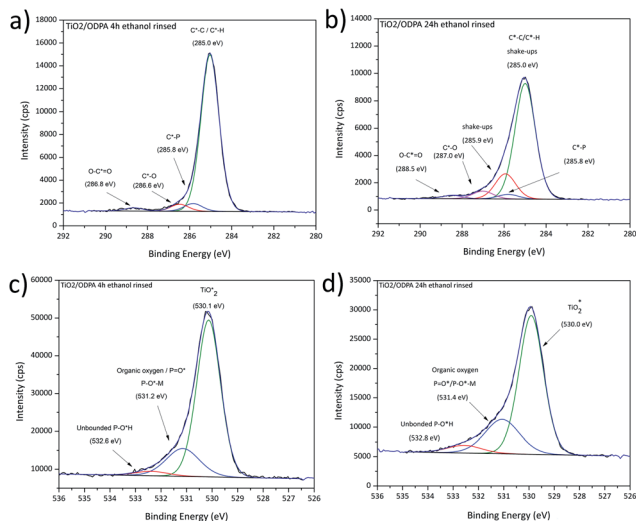 a)
TiO2/ODPA 4h ethanol rinsed
C*-C / C*-H
(285.0 eV)
C*-P
(285.8 eV)
C*-O
(286.6 eV)
O-C*=O
(286.8 eV)
Intensity (cps)
18000
16000
14000
12000
10000
8000
6000
4000
2000
0
292 290 288 286 284 282 280
Binding Energy (eV)
b)
TiO2/ODPA 24h ethanol rinsed
C*-C/C*-H
shake-ups
(285.0 eV)
shake-ups
(285.9 eV)
C*-O
(287.0 eV)
O-C*=O
(288.5 eV)
C*-P
(285.8 eV)
Intensity (cps)
14000
12000
10000
8000
6000
4000
2000
0
292 290 288 286 284 282 280
Binding Energy (eV)
c)
TiO2/ODPA 4h ethanol rinsed
TiO*2
(530.1 eV)
Organic oxygen / P=O*
P-O*-M
(531.2 eV)
Unbonded P-O*H
(532.6 eV)
Intensity (cps)
60000
50000
40000
30000
20000
10000
536 535 534 533 532 531 530 529 528 527 526
Binding Energy (eV)
d)
TiO2/ODPA 24h ethanol rinsed
TiO2*
(530.0 eV)
Organic oxygen
P=O*/P-O*-M
(531.4 eV)
Unbonded P-O*H
(532.8 eV)
Intensity (cps)
35000
30000
25000
20000
15000
10000
5000
0
536 535 534 533 532 531 530 529 528 527 526
Binding Energy (eV)